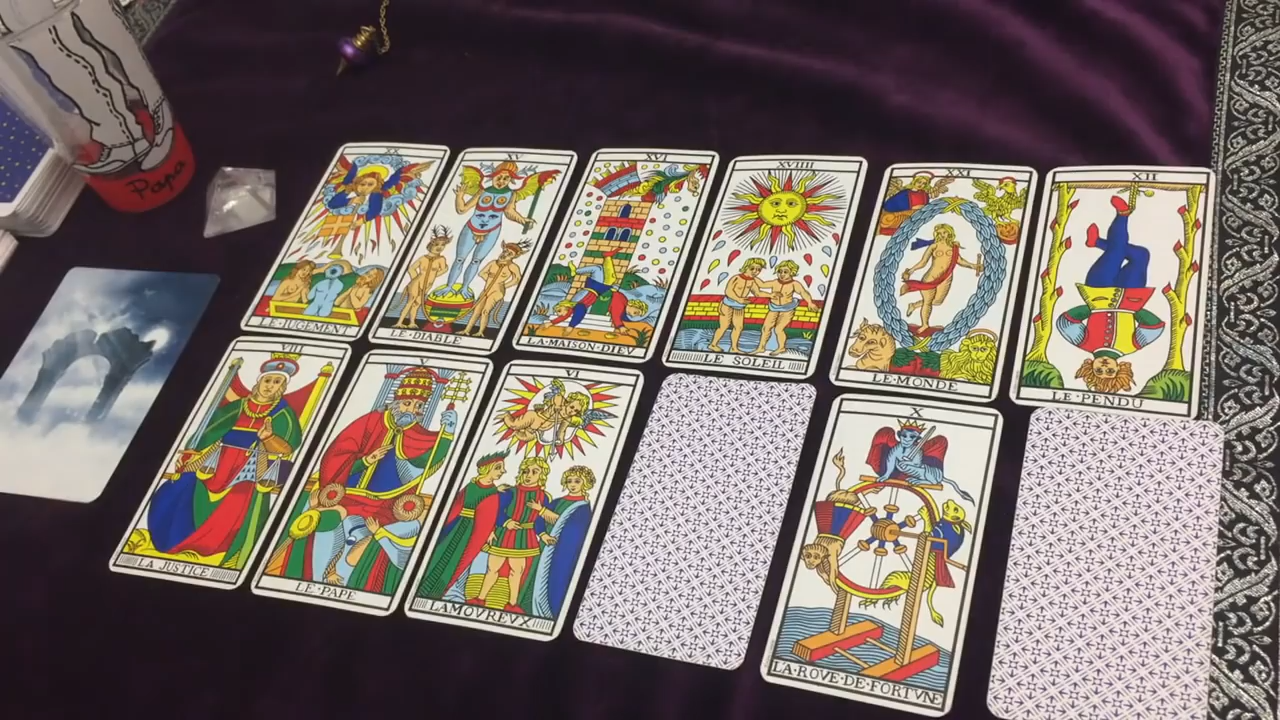 Papa
XX
LE·JUGEMENT
XV
LE·DIABLE
XVI
LA·MAISON·DIEV
XVIIII
LE SOLEIL
XXI
LE·MONDE
XII
LE·PENDU
VIII
LA JUSTICE
V
LE·PAPE
VI
LAMOVREVX
X
LA·ROVE·DE·FORTVNE